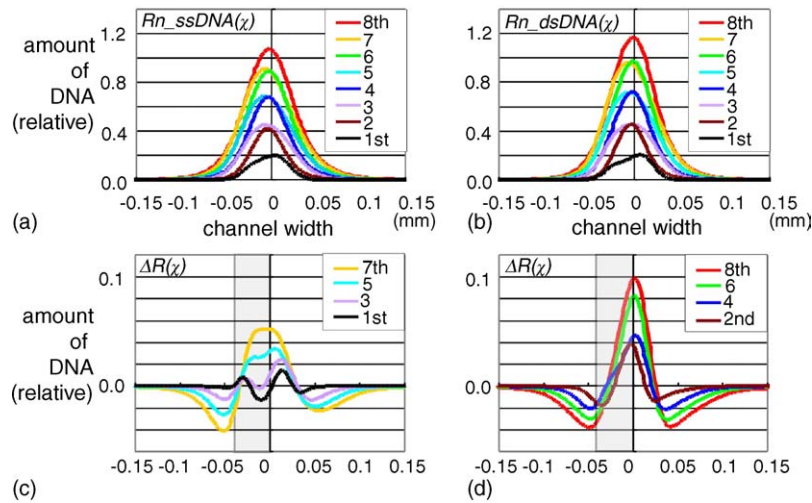 Rn_ssDNA(χ)
amount
of
DNA
(relative)
1.2
0.8
0.4
0.0
8th
7
6
5
4
3
2
1st
-0.15 -0.1 -0.05 0 0.05 0.1 0.15
(mm)
channel width
(a)
Rn_dsDNA(χ)
1.2
0.8
0.4
0.0
8th
7
6
5
4
3
2
1st
-0.15 -0.1 -0.05 0 0.05 0.1 0.15
(mm)
channel width
(b)
ΔR(χ)
amount
of
DNA
(relative)
0.1
0.0
7th
5
3
1st
-0.15 -0.1 -0.05 0 0.05 0.1 0.15
(c)
ΔR(χ)
0.1
0.0
8th
6
4
2nd
-0.15 -0.1 -0.05 0 0.05 0.1 0.15
(d)